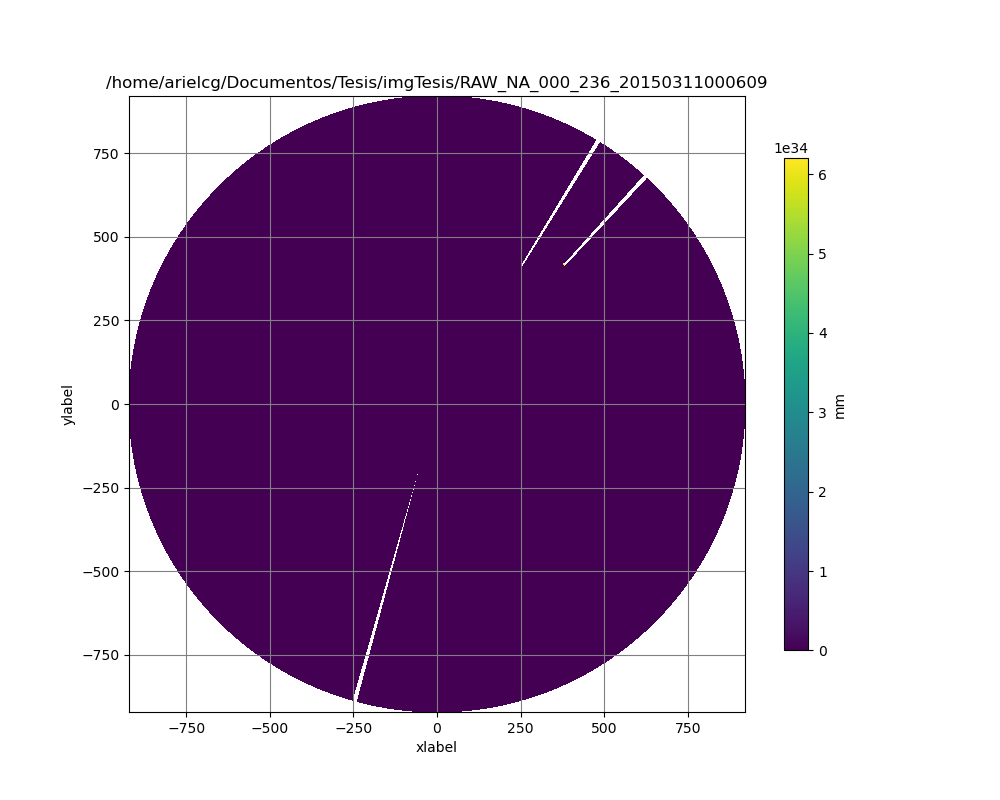 /home/arielcg/Documentos/Tesis/imgTesis/RAW_NA_000_236_20150311000609
1e34
750
500
250
0
−250
−500
−750
ylabel
−750 −500 −250 0 250 500 750
xlabel
6
5
4
3
2
1
0
mm